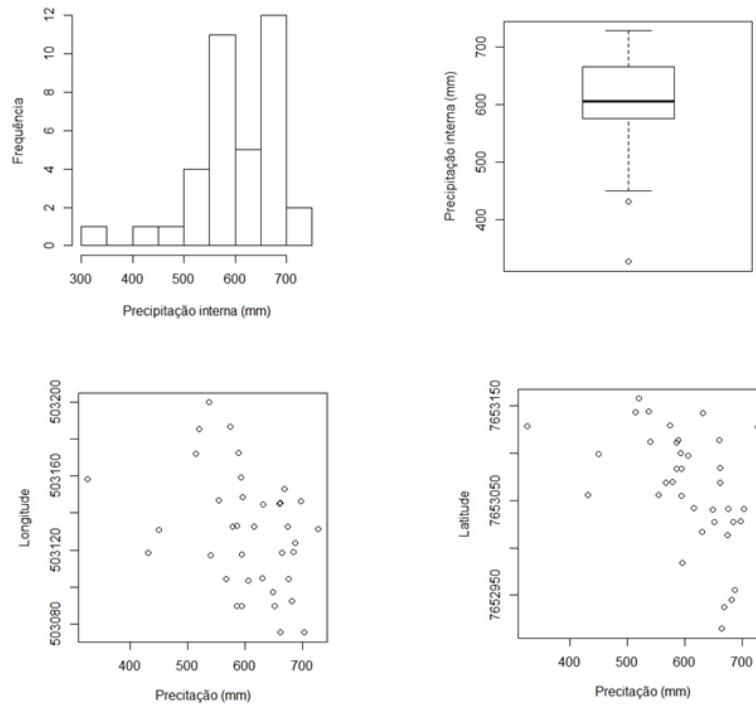 12
10
8
6
4
2
0
Frequência
300 400 500 600 700
Precipitação interna (mm)
700
600
500
400
Precipitação interna (mm)
503200
503160
503120
503080
Longitude
400 500 600 700
Precitação (mm)
7653150
7653050
7652950
Latitude
400 500 600 700
Precitação (mm)